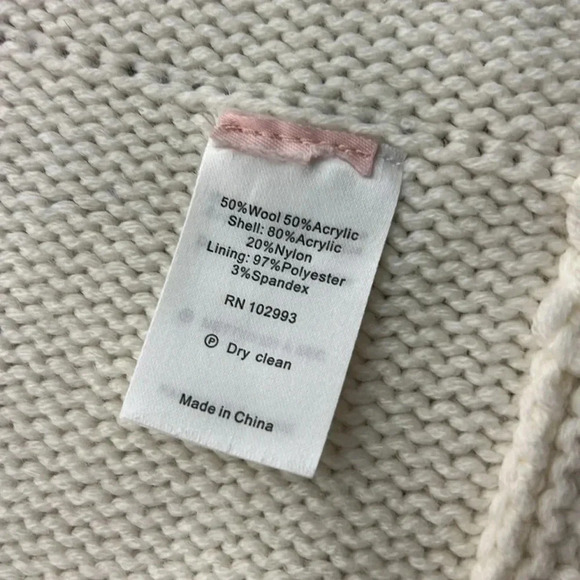 50%Wool 50%Acrylic
Shell: 80%Acrylic
20%Nylon
Lining: 97%Polyester
3%Spandex
RN 102993
Ⓟ Dry clean
Made in China